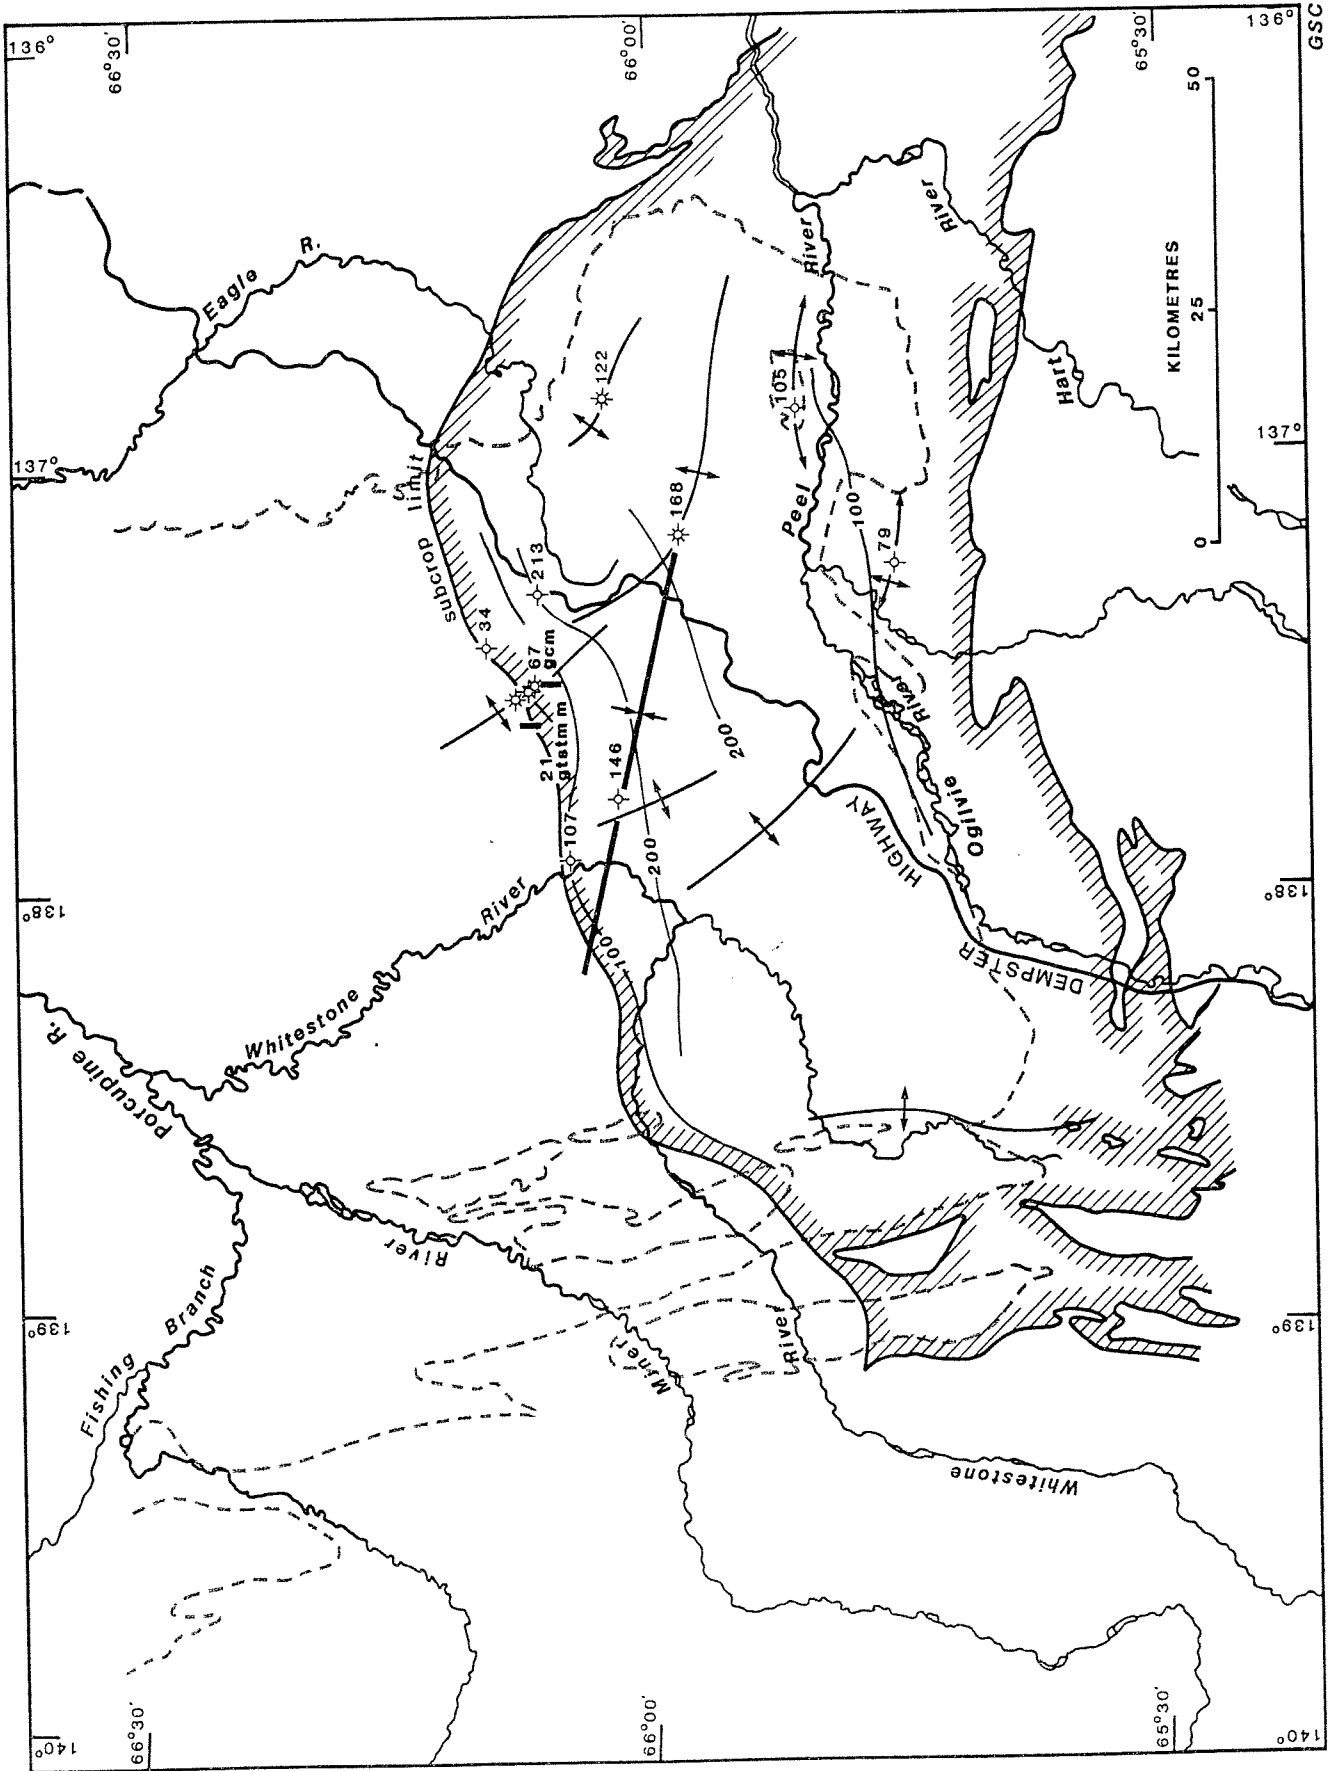 136°
66°30'
66°00'
65°30'
136°
GSC
Eagle
R.
River
River
Hart
KILOMETRES
0
25
50
137°
137°
limit
subcrop
122
105
168
Peel
100
79
213
34
67
gcm
21
gtstm m
146
200
107
200
100
River
Ogilvie
HIGHWAY
DEMPSTER
138°
138°
River
Whitestone
Porcupine R.
River
Miner
River
Whitestone
Fishing
Branch
139°
139°
140°
66°30'
66°00'
65°30'
140°